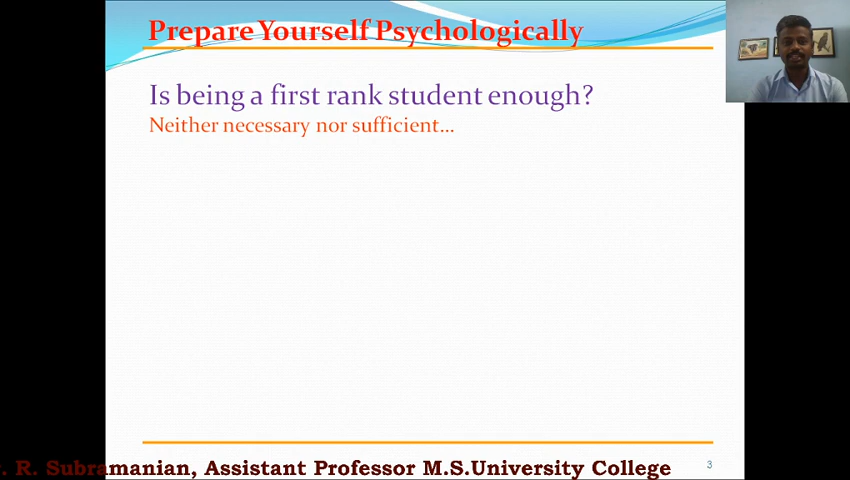 Prepare Yourself Psychologically
Is being a first rank student enough?
Neither necessary nor sufficient...
. R. Subramanian, Assistant Professor M.S.University College
3